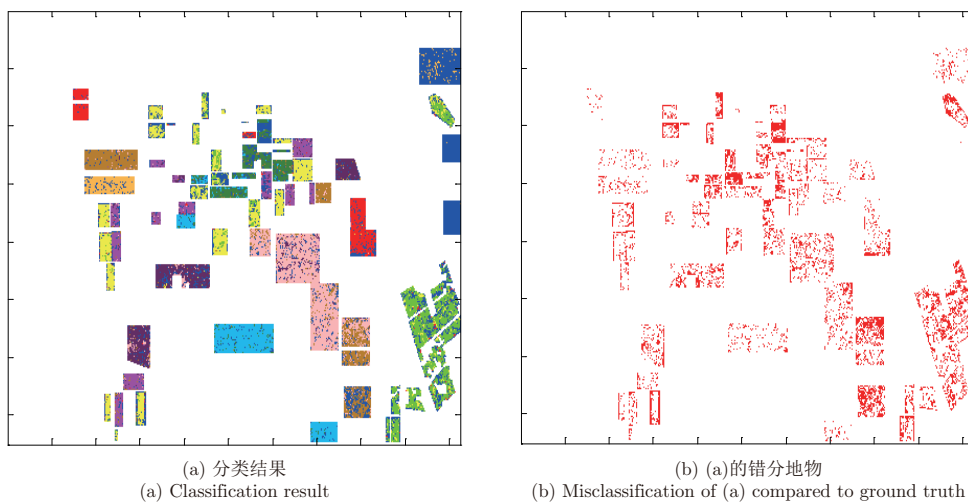 (a) 分类结果
(a) Classification result
(b) (a)的错分地物
(b) Misclassification of (a) compared to ground truth